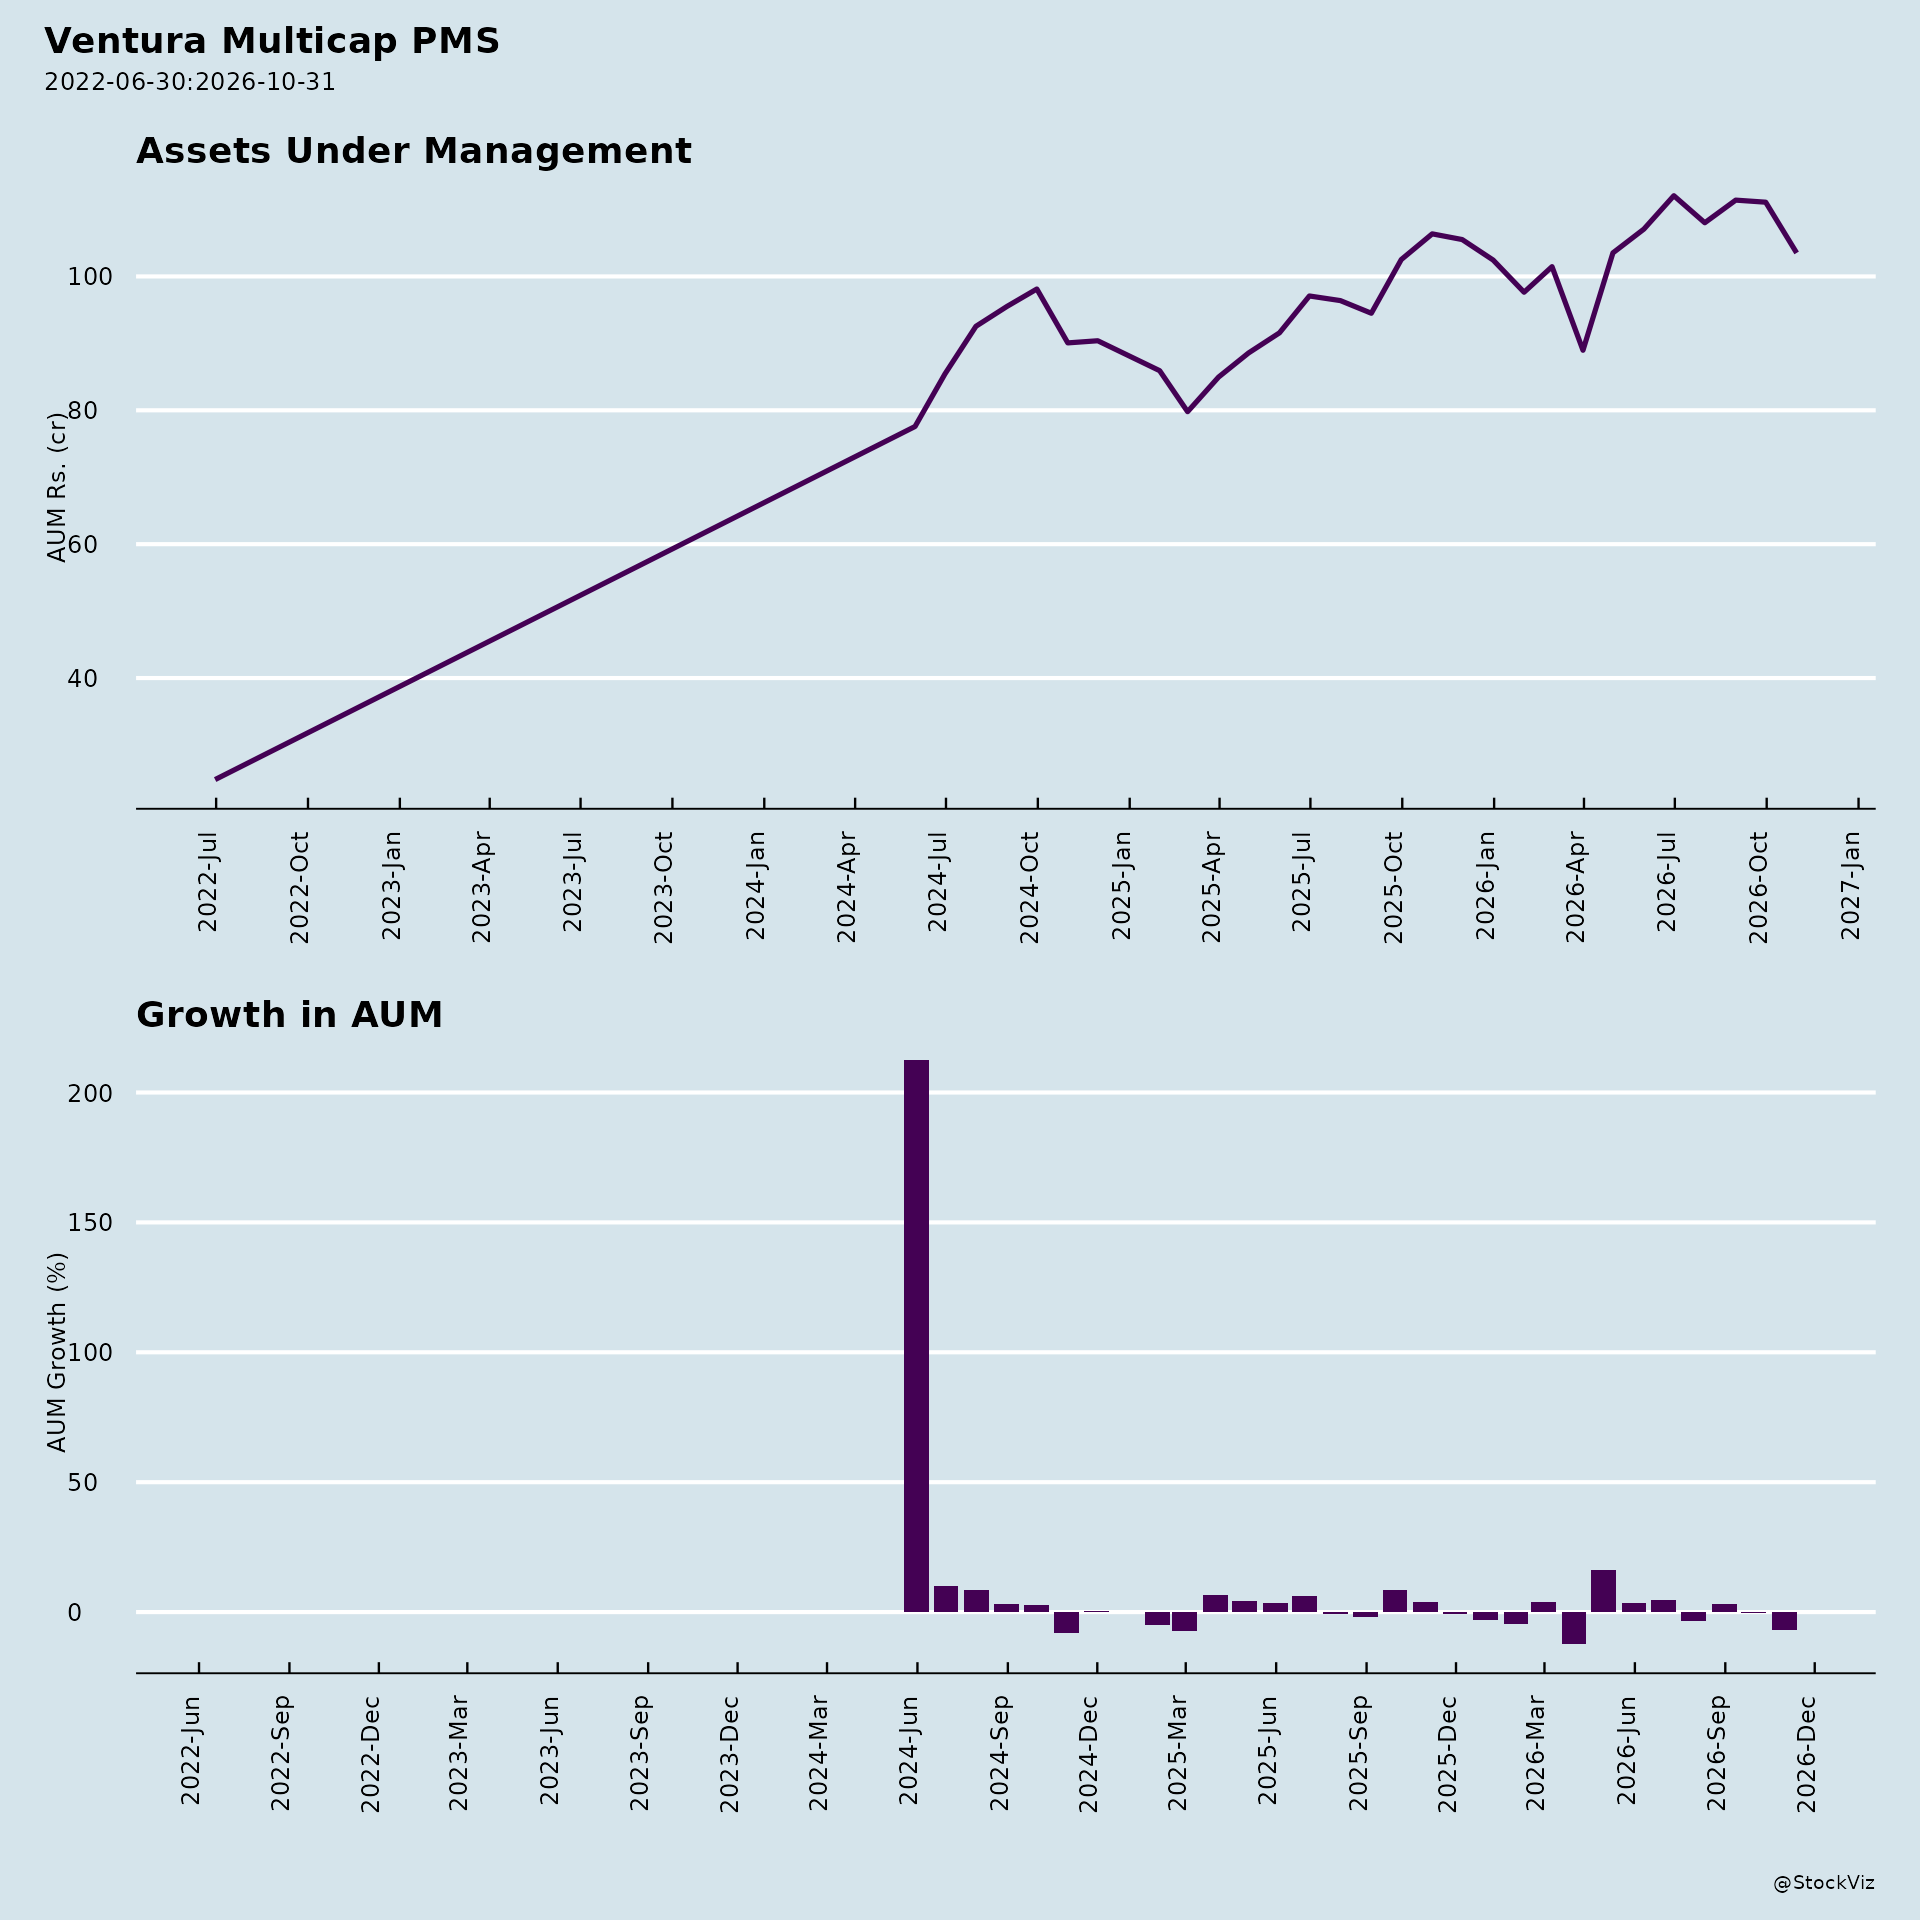 Ventura Multicap PMS
2022-06-30:2026-10-31
Assets Under Management
AUM Rs. (cr)
100
80
60
40
2022-Jul
2022-Oct
2023-Jan
2023-Apr
2023-Jul
2023-Oct
2024-Jan
2024-Apr
2024-Jul
2024-Oct
2025-Jan
2025-Apr
2025-Jul
2025-Oct
2026-Jan
2026-Apr
2026-Jul
2026-Oct
2027-Jan
Growth in AUM
AUM Growth (%)
200
150
100
50
0
2022-Jun
2022-Sep
2022-Dec
2023-Mar
2023-Jun
2023-Sep
2023-Dec
2024-Mar
2024-Jun
2024-Sep
2024-Dec
2025-Mar
2025-Jun
2025-Sep
2025-Dec
2026-Mar
2026-Jun
2026-Sep
2026-Dec
@StockViz